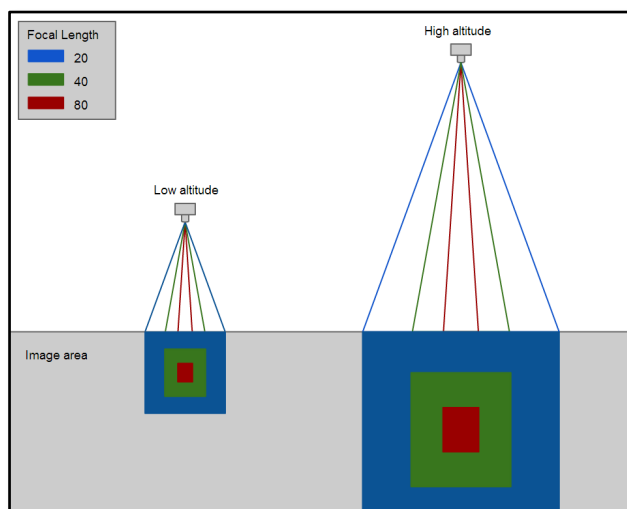 Focal Length
20
40
80
High altitude
Low altitude
Image area